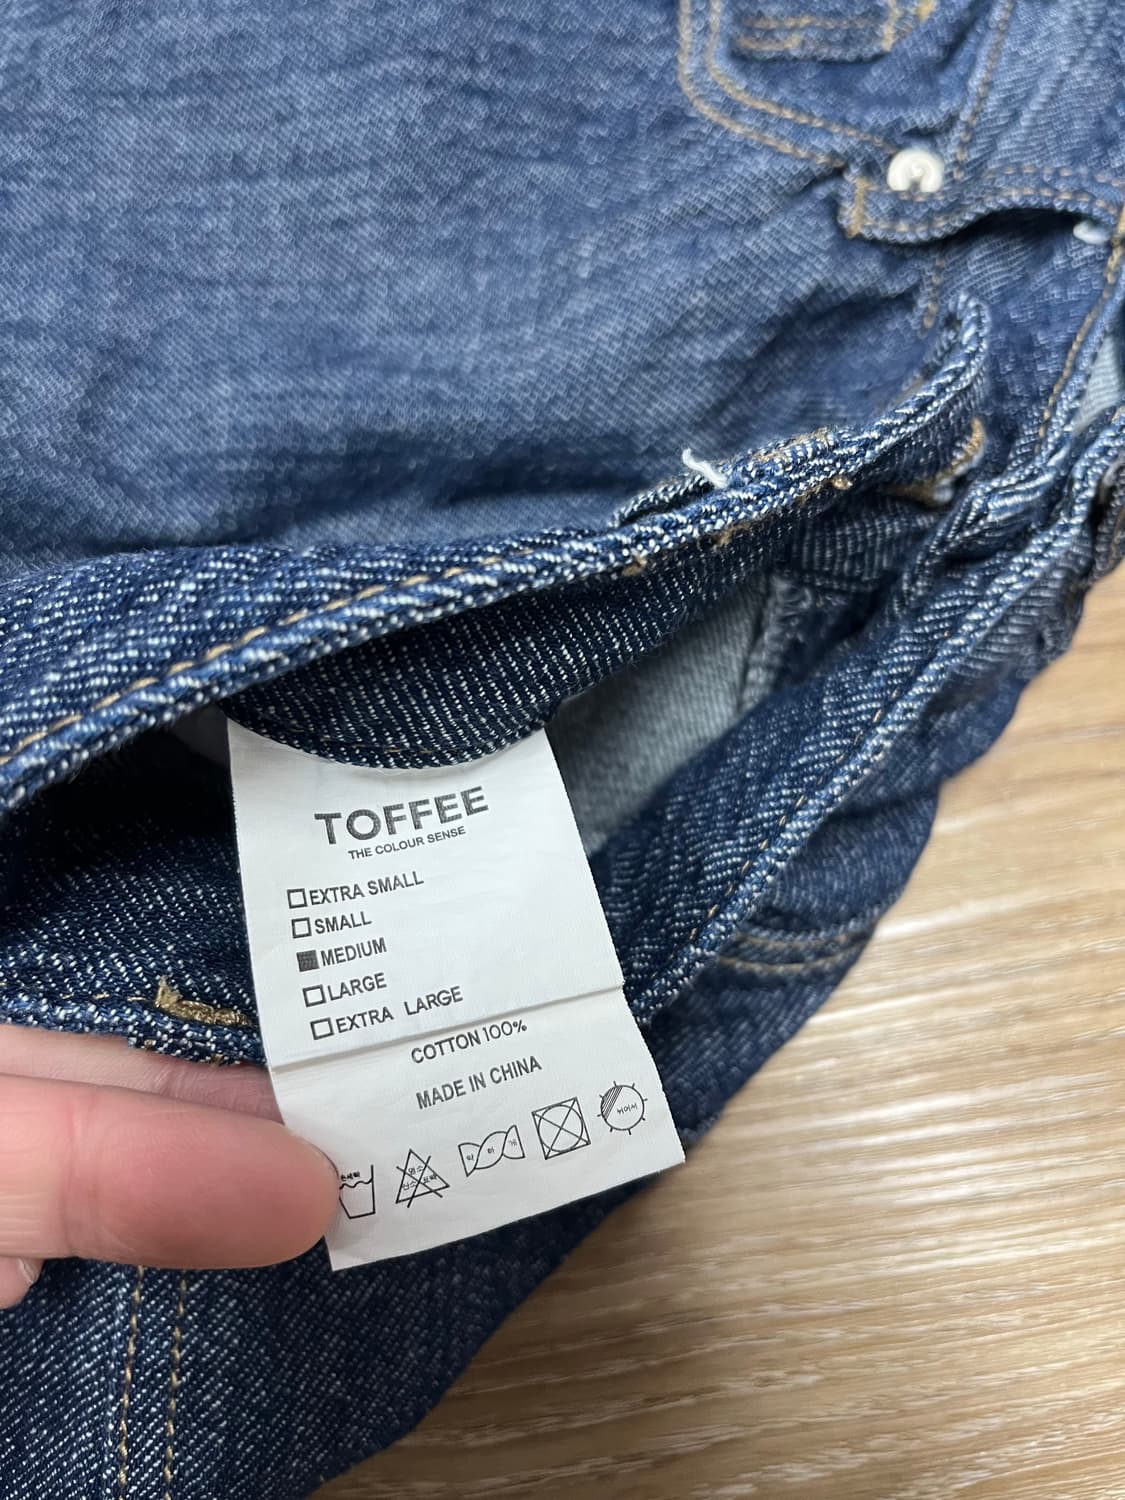 TOFFEE
THE COLOUR SENSE
EXTRA SMALL
SMALL
MEDIUM
LARGE
EXTRA LARGE
COTTON 100%
MADE IN CHINA